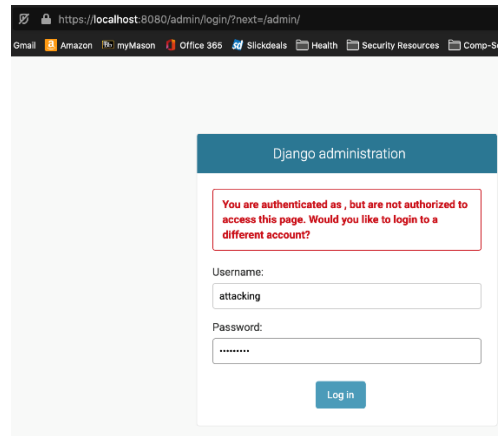 https://localhost:8080/admin/login/?next=/admin/
Gmail Amazon myMason Office 365 Slickdeals Health Security Resources Comp-S
Django administration
You are authenticated as , but are not authorized to
access this page. Would you like to login to a
different account?
Username:
attacking
Password:
Log in